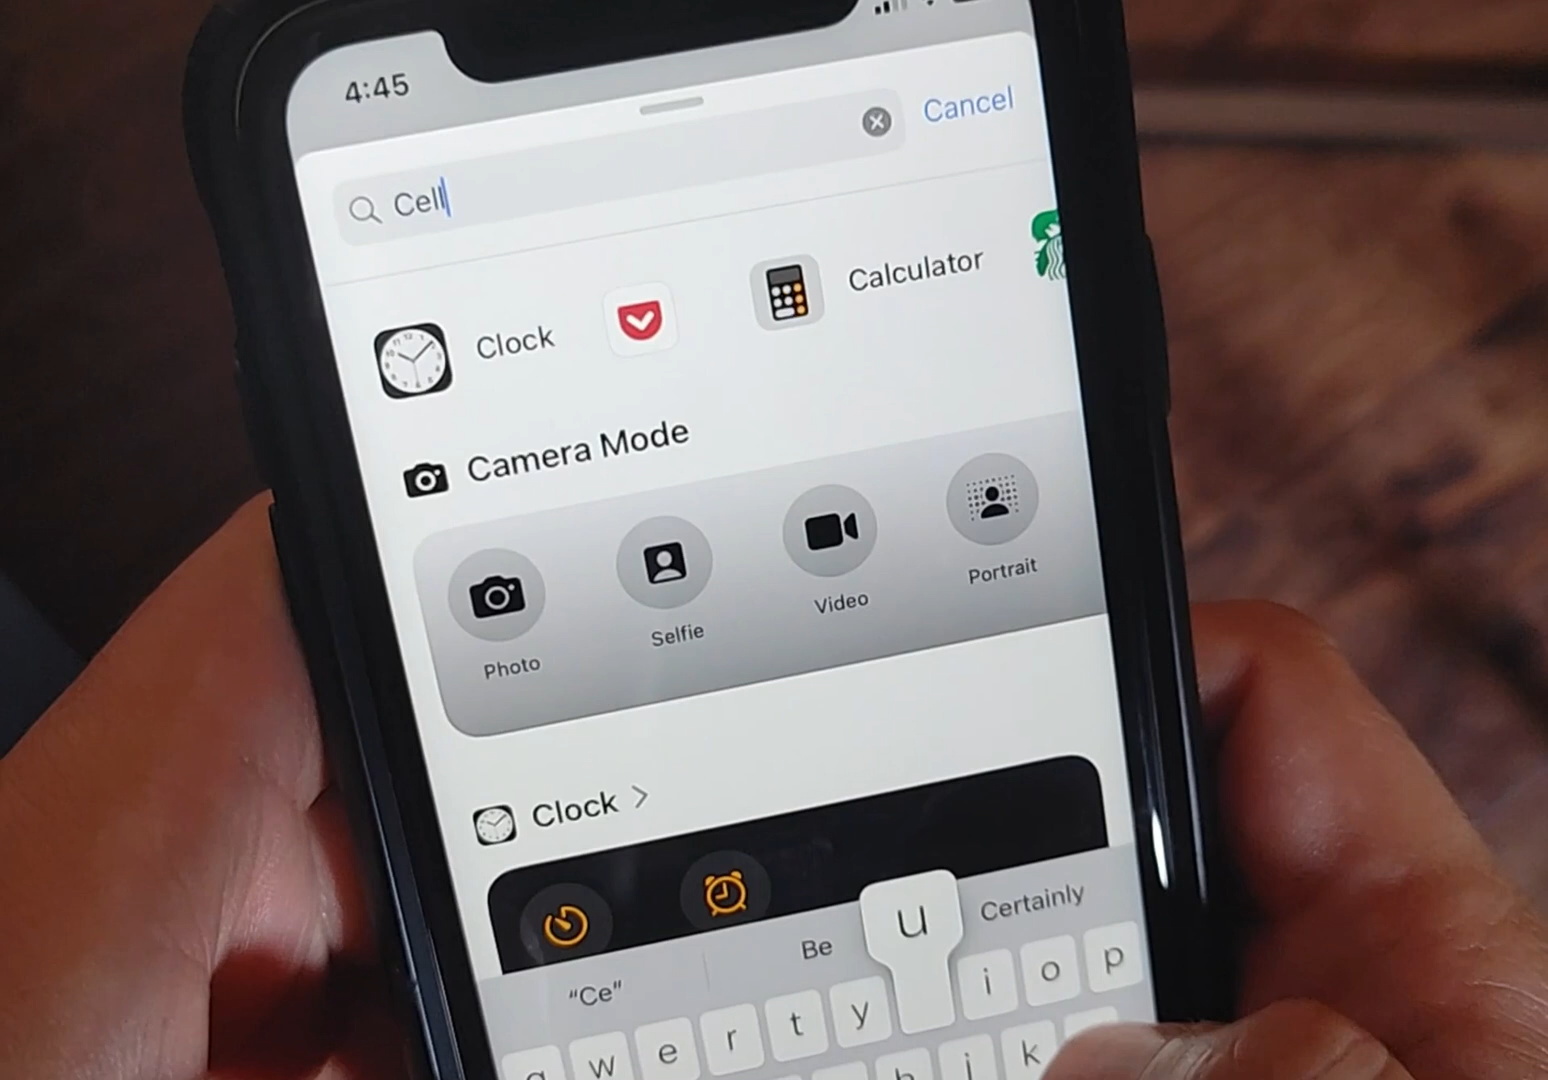 4:45
Cell
Cancel
Clock
Calculator
Camera Mode
Photo
Selfie
Video
Portrait
Clock >
"Ce"
Be
Certainly
w e r t y u i o p
j k